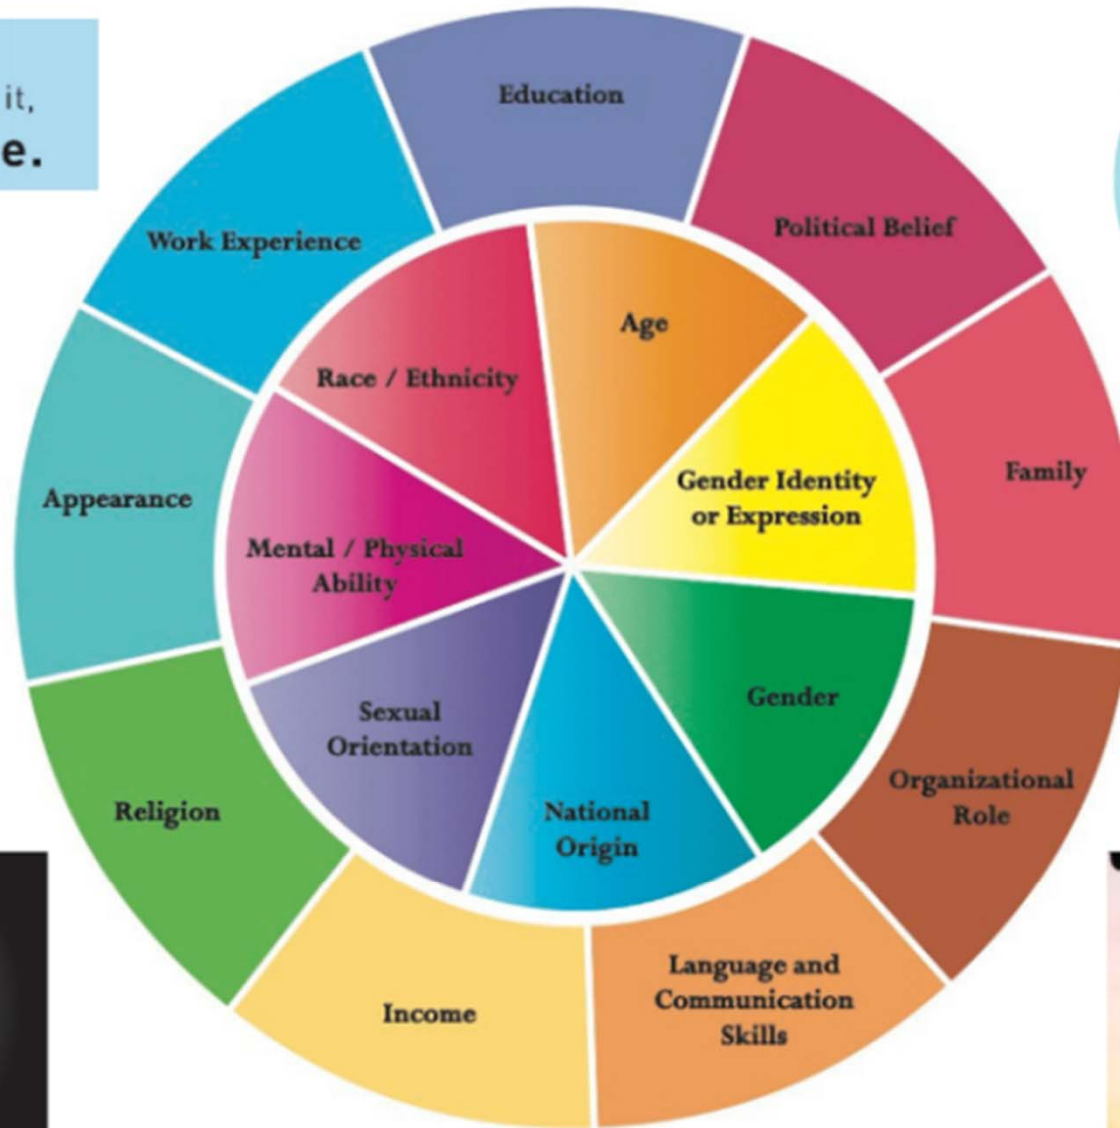 it,
e.
Education
Political Belief
Family
Organizational
Role
Language and
Communication
Skills
Income
Religion
Appearance
Work Experience
Age
Gender Identity
or Expression
Gender
National
Origin
Sexual
Orientation
Mental / Physical
Ability
Race / Ethnicity